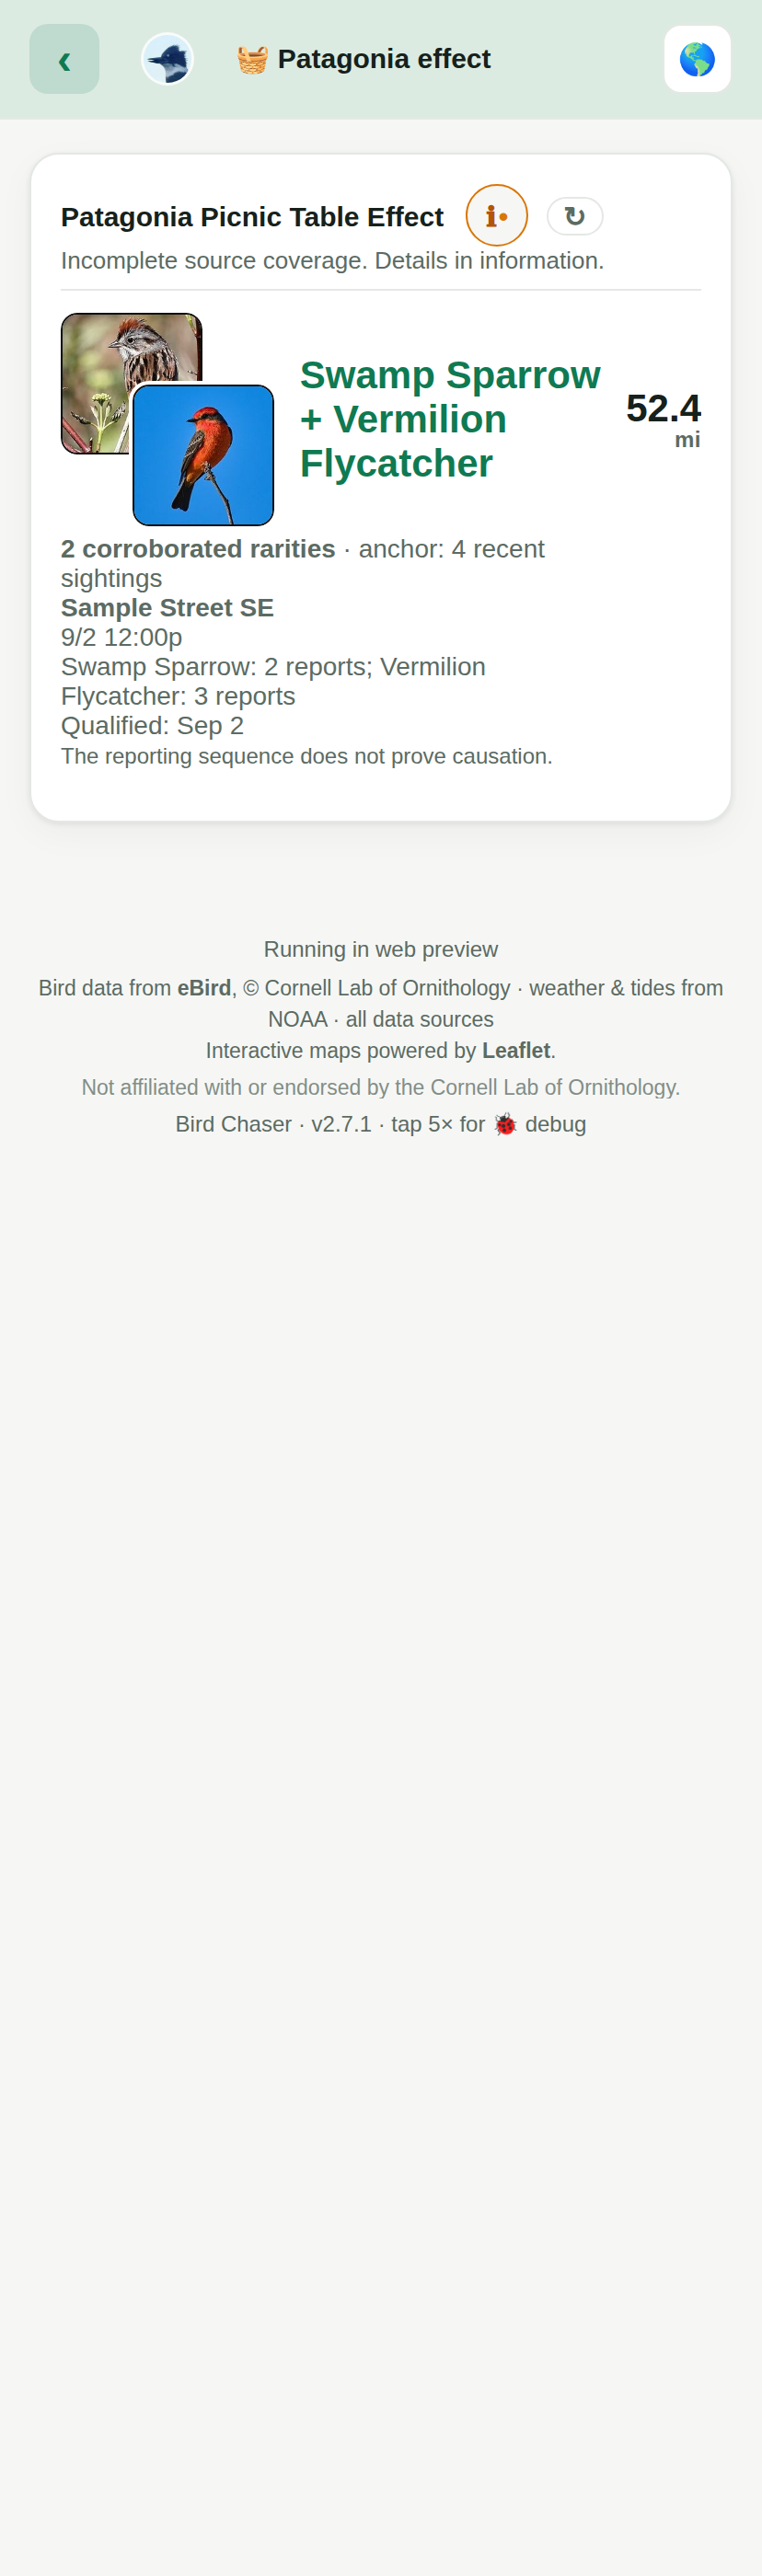 ‹ 🧺 Patagonia effect 🌎
Patagonia Picnic Table Effect ℹ• ↻
Incomplete source coverage. Details in information.
Swamp Sparrow
+ Vermilion
Flycatcher
52.4
mi
2 corroborated rarities · anchor: 4 recent
sightings
Sample Street SE
9/2 12:00p
Swamp Sparrow: 2 reports; Vermilion
Flycatcher: 3 reports
Qualified: Sep 2
The reporting sequence does not prove causation.
Running in web preview
Bird data from eBird, © Cornell Lab of Ornithology · weather & tides from
NOAA · all data sources
Interactive maps powered by Leaflet.
Not affiliated with or endorsed by the Cornell Lab of Ornithology.
Bird Chaser · v2.7.1 · tap 5× for 🐞 debug